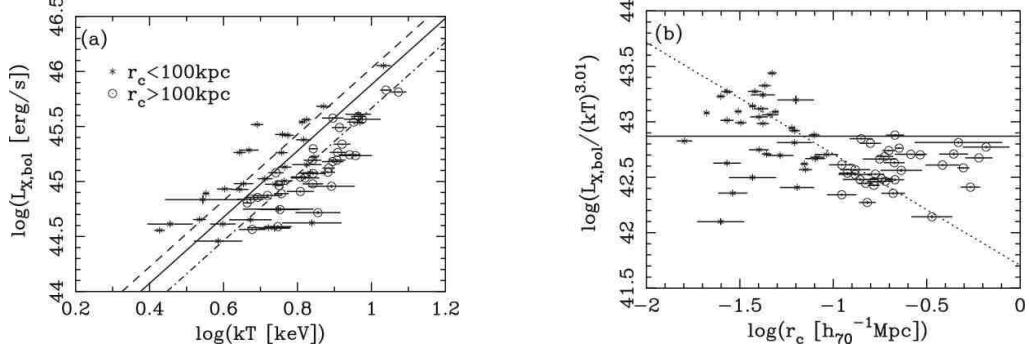 (a)
* r_c<100kpc
⊙ r_c>100kpc
log(L_X,bol [erg/s])
46.5
46
45.5
45
44.5
44
0.2 0.4 0.6 0.8 1 1.2
log(kT [keV])
(b)
log(L_X,bol/(kT)^3.01)
44
43.5
43
42.5
42
41.5
−2 −1.5 −1 −0.5 0
log(r_c [h_70^−1Mpc])